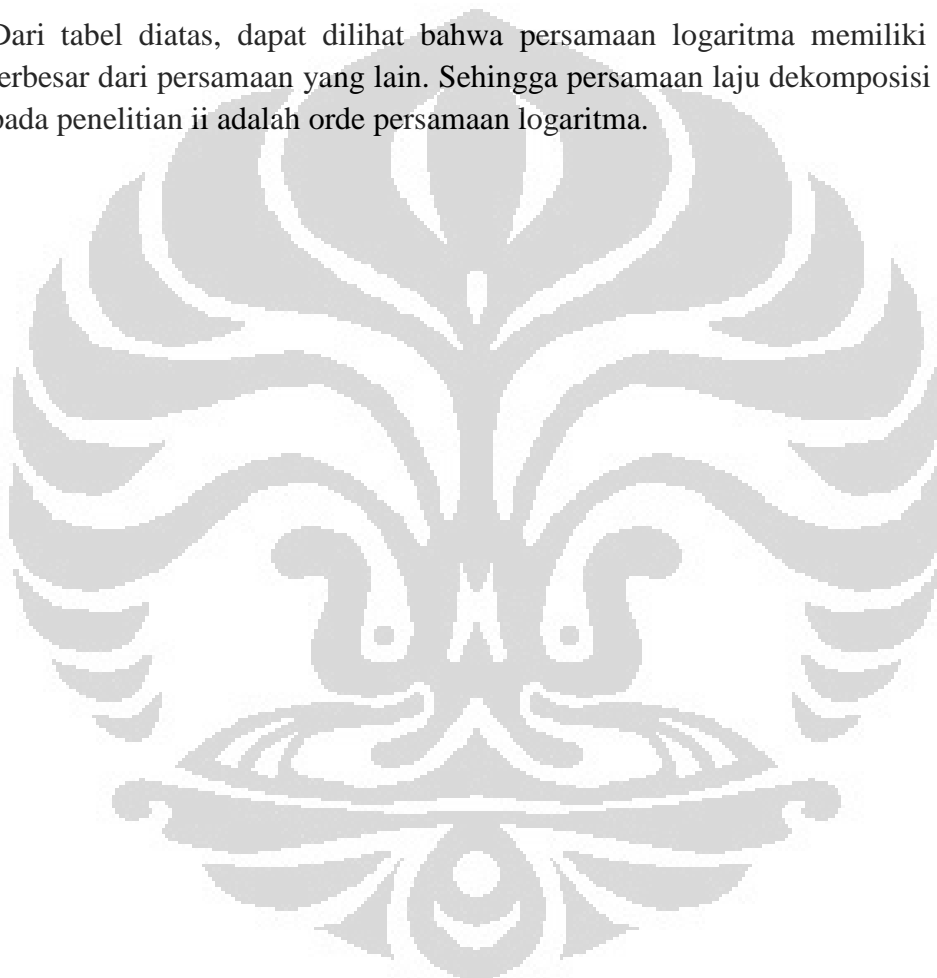 Dari tabel diatas, dapat dilihat bahwa persamaan logaritma memiliki
terbesar dari persamaan yang lain. Sehingga persamaan laju dekomposisi
pada penelitian ii adalah orde persamaan logaritma.